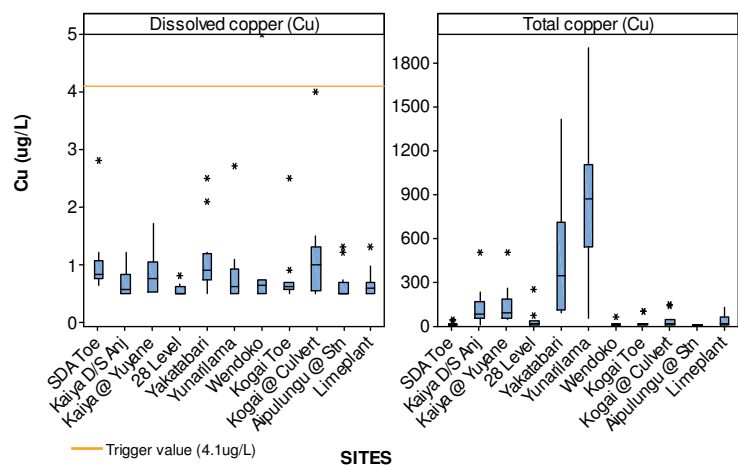 Dissolved copper (Cu)
Total copper (Cu)
Cu (ug/L)
5
4
3
2
1
0
1800
1500
1200
900
600
300
0
SDA Toe
Kaiya D/S Anj
Kaiya @ Yuyane
28 Level
Yakatabari
Yunarilama
Wendoko
Kogai Toe
Kogai @ Culvert
Aipulungu @ Stn
Limeplant
SDA Toe
Kaiya D/S Anj
Kaiya @ Yuyane
28 Level
Yakatabari
Yunarilama
Wendoko
Kogai Toe
Kogai @ Culvert
Aipulungu @ Stn
Limeplant
Trigger value (4.1ug/L)
SITES